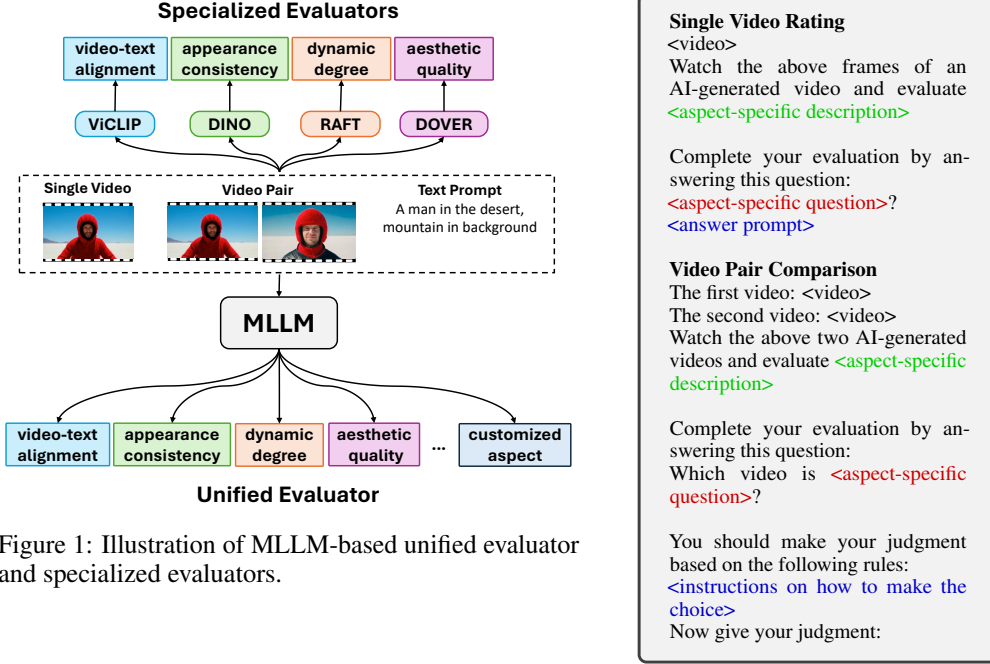 Specialized Evaluators
video-text alignment
appearance consistency
dynamic degree
aesthetic quality
ViCLIP
DINO
RAFT
DOVER
Single Video
Video Pair
Text Prompt
A man in the desert,
mountain in background
MLLM
video-text alignment
appearance consistency
dynamic degree
aesthetic quality
...
customized aspect
Unified Evaluator
Figure 1: Illustration of MLLM-based unified evaluator
and specialized evaluators.
Single Video Rating
<video>
Watch the above frames of an
AI-generated video and evaluate
<aspect-specific description>
Complete your evaluation by an-
swering this question:
<aspect-specific question>?
<answer prompt>
Video Pair Comparison
The first video: <video>
The second video: <video>
Watch the above two AI-generated
videos and evaluate <aspect-specific
description>
Complete your evaluation by an-
swering this question:
Which video is <aspect-specific
question>?
You should make your judgment
based on the following rules:
<instructions on how to make the
choice>
Now give your judgment: